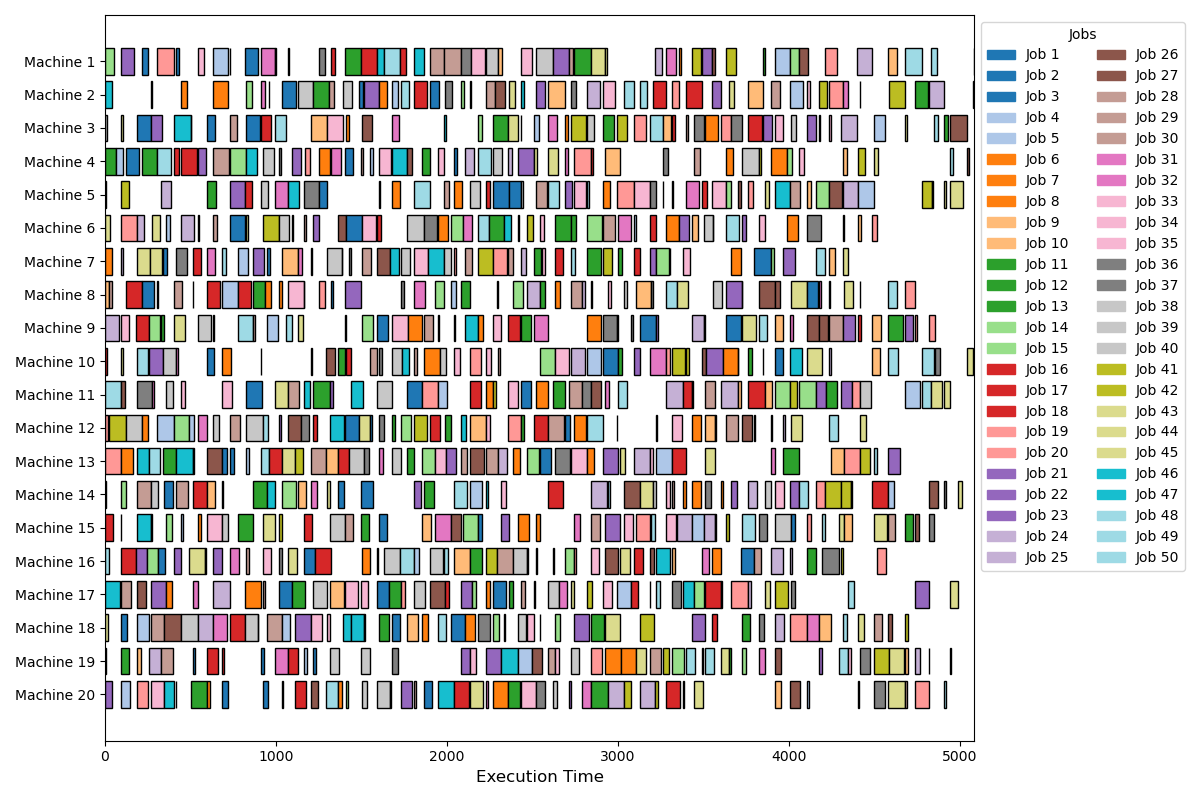 Machine 1
Machine 2
Machine 3
Machine 4
Machine 5
Machine 6
Machine 7
Machine 8
Machine 9
Machine 10
Machine 11
Machine 12
Machine 13
Machine 14
Machine 15
Machine 16
Machine 17
Machine 18
Machine 19
Machine 20
0 1000 2000 3000 4000 5000
Execution Time
Jobs
Job 1 Job 26
Job 2 Job 27
Job 3 Job 28
Job 4 Job 29
Job 5 Job 30
Job 6 Job 31
Job 7 Job 32
Job 8 Job 33
Job 9 Job 34
Job 10 Job 35
Job 11 Job 36
Job 12 Job 37
Job 13 Job 38
Job 14 Job 39
Job 15 Job 40
Job 16 Job 41
Job 17 Job 42
Job 18 Job 43
Job 19 Job 44
Job 20 Job 45
Job 21 Job 46
Job 22 Job 47
Job 23 Job 48
Job 24 Job 49
Job 25 Job 50